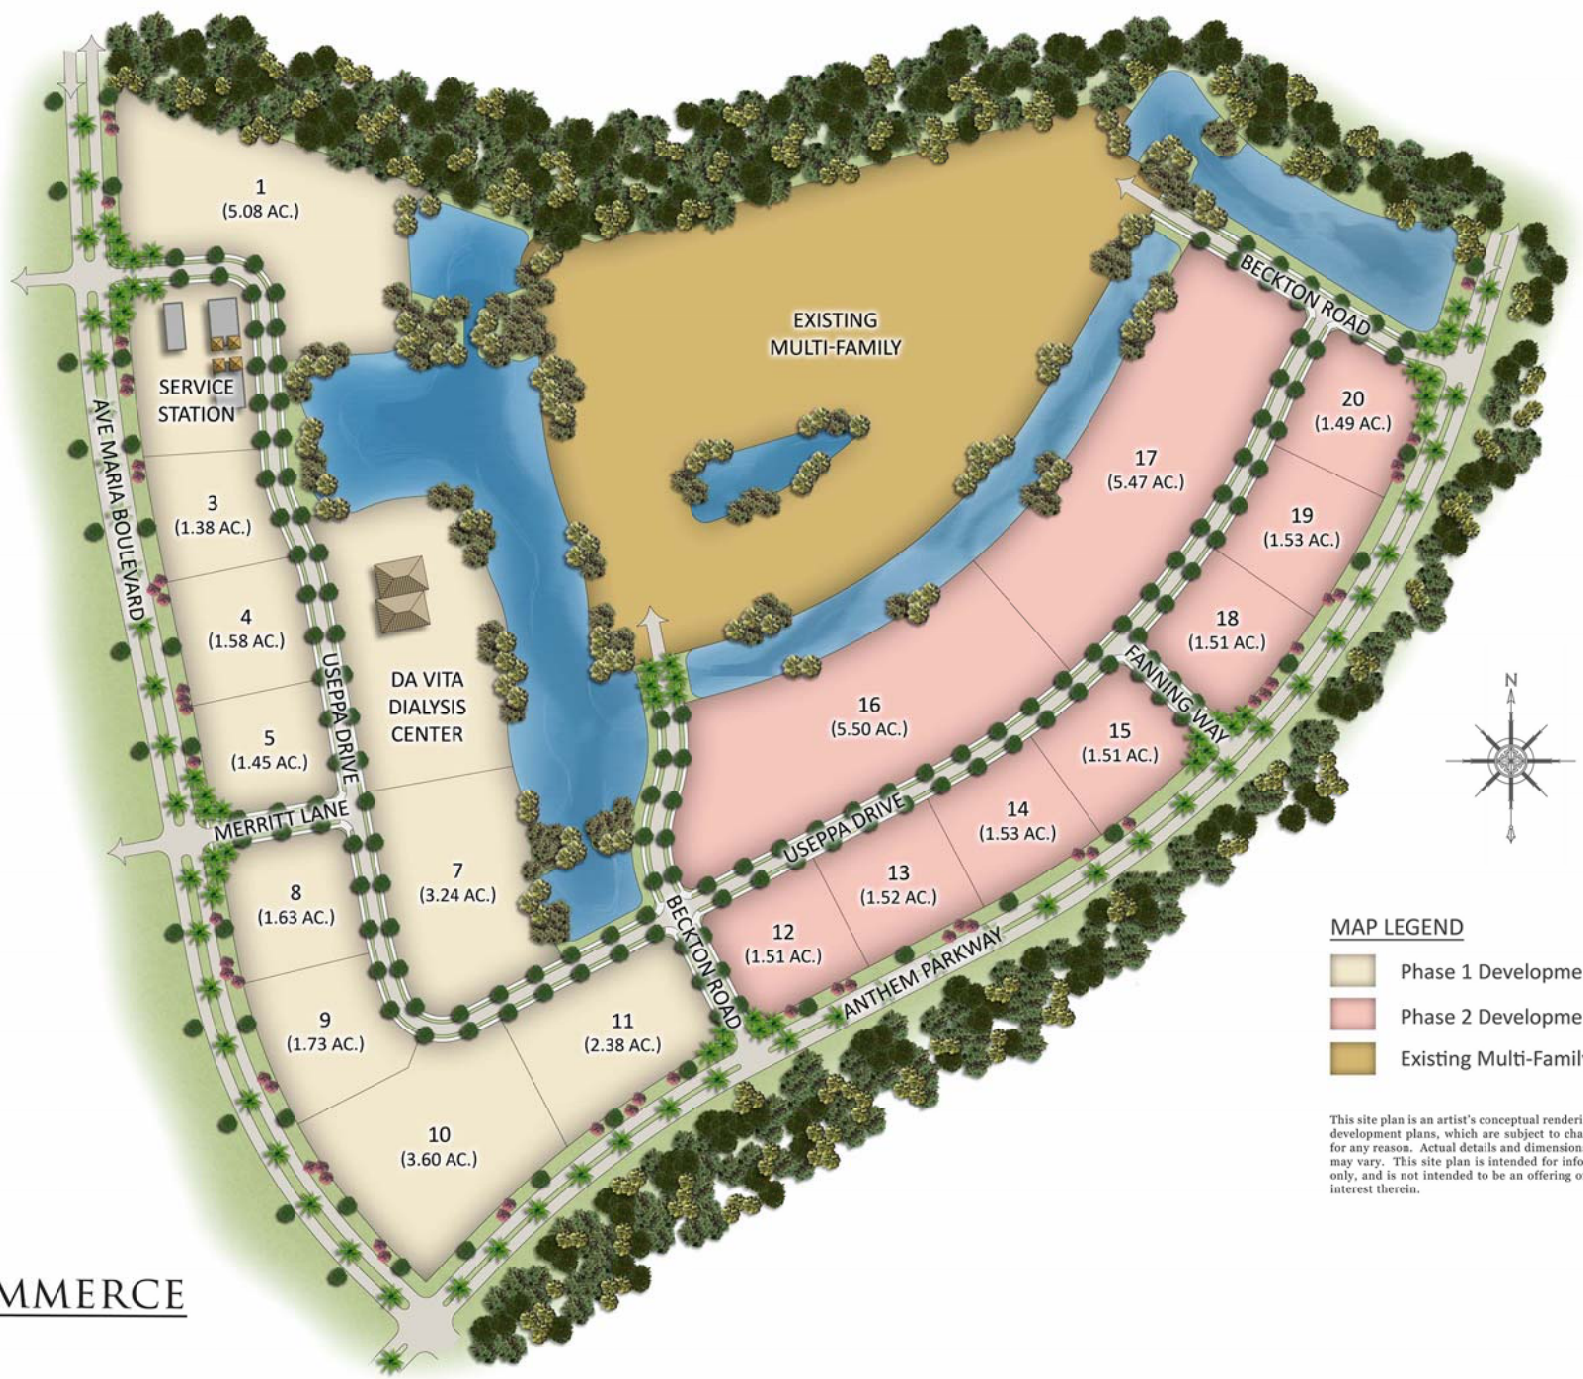 1
(5.08 AC.)
SERVICE
STATION
AVE MARIA BOULEVARD
3
(1.38 AC.)
4
(1.58 AC.)
5
(1.45 AC.)
USEPPA DRIVE
DA VITA
DIALYSIS
CENTER
MERRITT LANE
7
(3.24 AC.)
8
(1.63 AC.)
9
(1.73 AC.)
10
(3.60 AC.)
11
(2.38 AC.)
EXISTING
MULTI-FAMILY
BECKTON ROAD
17
(5.47 AC.)
20
(1.49 AC.)
19
(1.53 AC.)
18
(1.51 AC.)
FANNING WAY
16
(5.50 AC.)
15
(1.51 AC.)
14
(1.53 AC.)
USEPPA DRIVE
13
(1.52 AC.)
12
(1.51 AC.)
BECKTON ROAD
ANTHEM PARKWAY
N
MAP LEGEND
Phase 1 Developme
Phase 2 Developme
Existing Multi-Family
This site plan is an artist's conceptual renderi
development plans, which are subject to cha
for any reason. Actual details and dimension
may vary. This site plan is intended for info
only, and is not intended to be an offering o
interest therein.
MMERCE